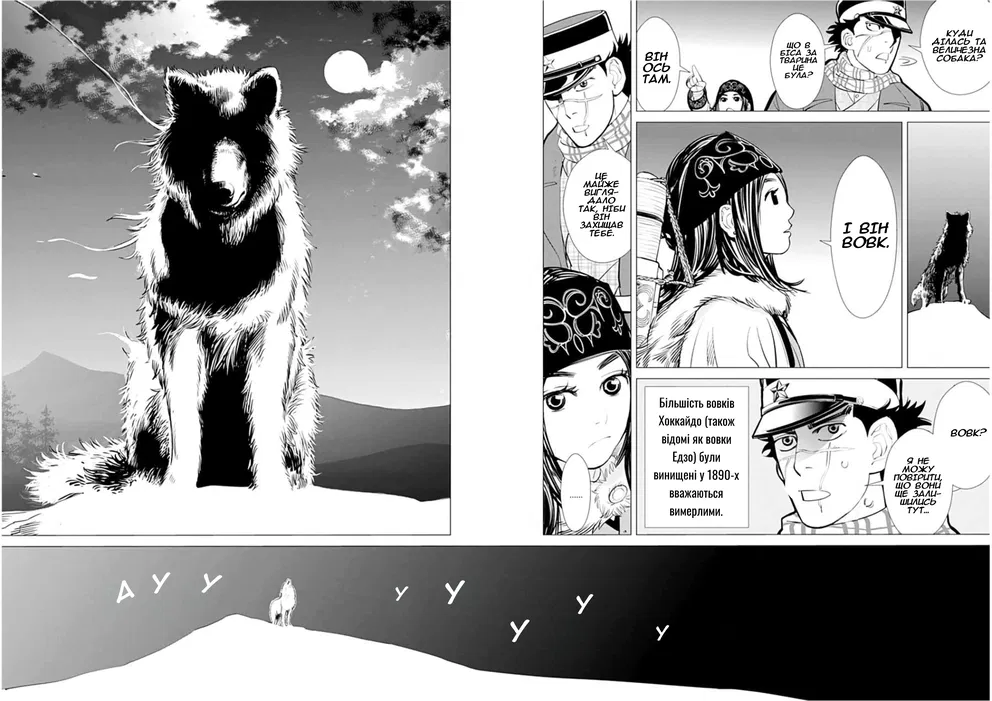 КУДИ
ДІЛАСЬ ТА
ВЕЛИЧЕЗНА
СОБАКА?
ЩО В
БІСА ЗА
ТВАРИНА
ЦЕ
БУЛА?
ВІН
ОСЬ
ТАМ.
І ВІН
ВОВК.
ВОВК?
Я НЕ
МОЖУ
ПОВІРИТИ,
ЩО ВОНИ
ЩЕ ЗАЛИ-
ШИЛИСЬ
ТУТ...
Більшість вовків
Хоккайдо (також
відомі як вовки
Едзо) були
винищені у 1890-х
вважаються
вимерлими.
ЦЕ
МАЙЖЕ
ВИГЛЯ-
ДАЛО
ТАК, НІБИ
ВІН
ЗАХИЩАВ
ТЕБЕ.
......
А У У У У У У У